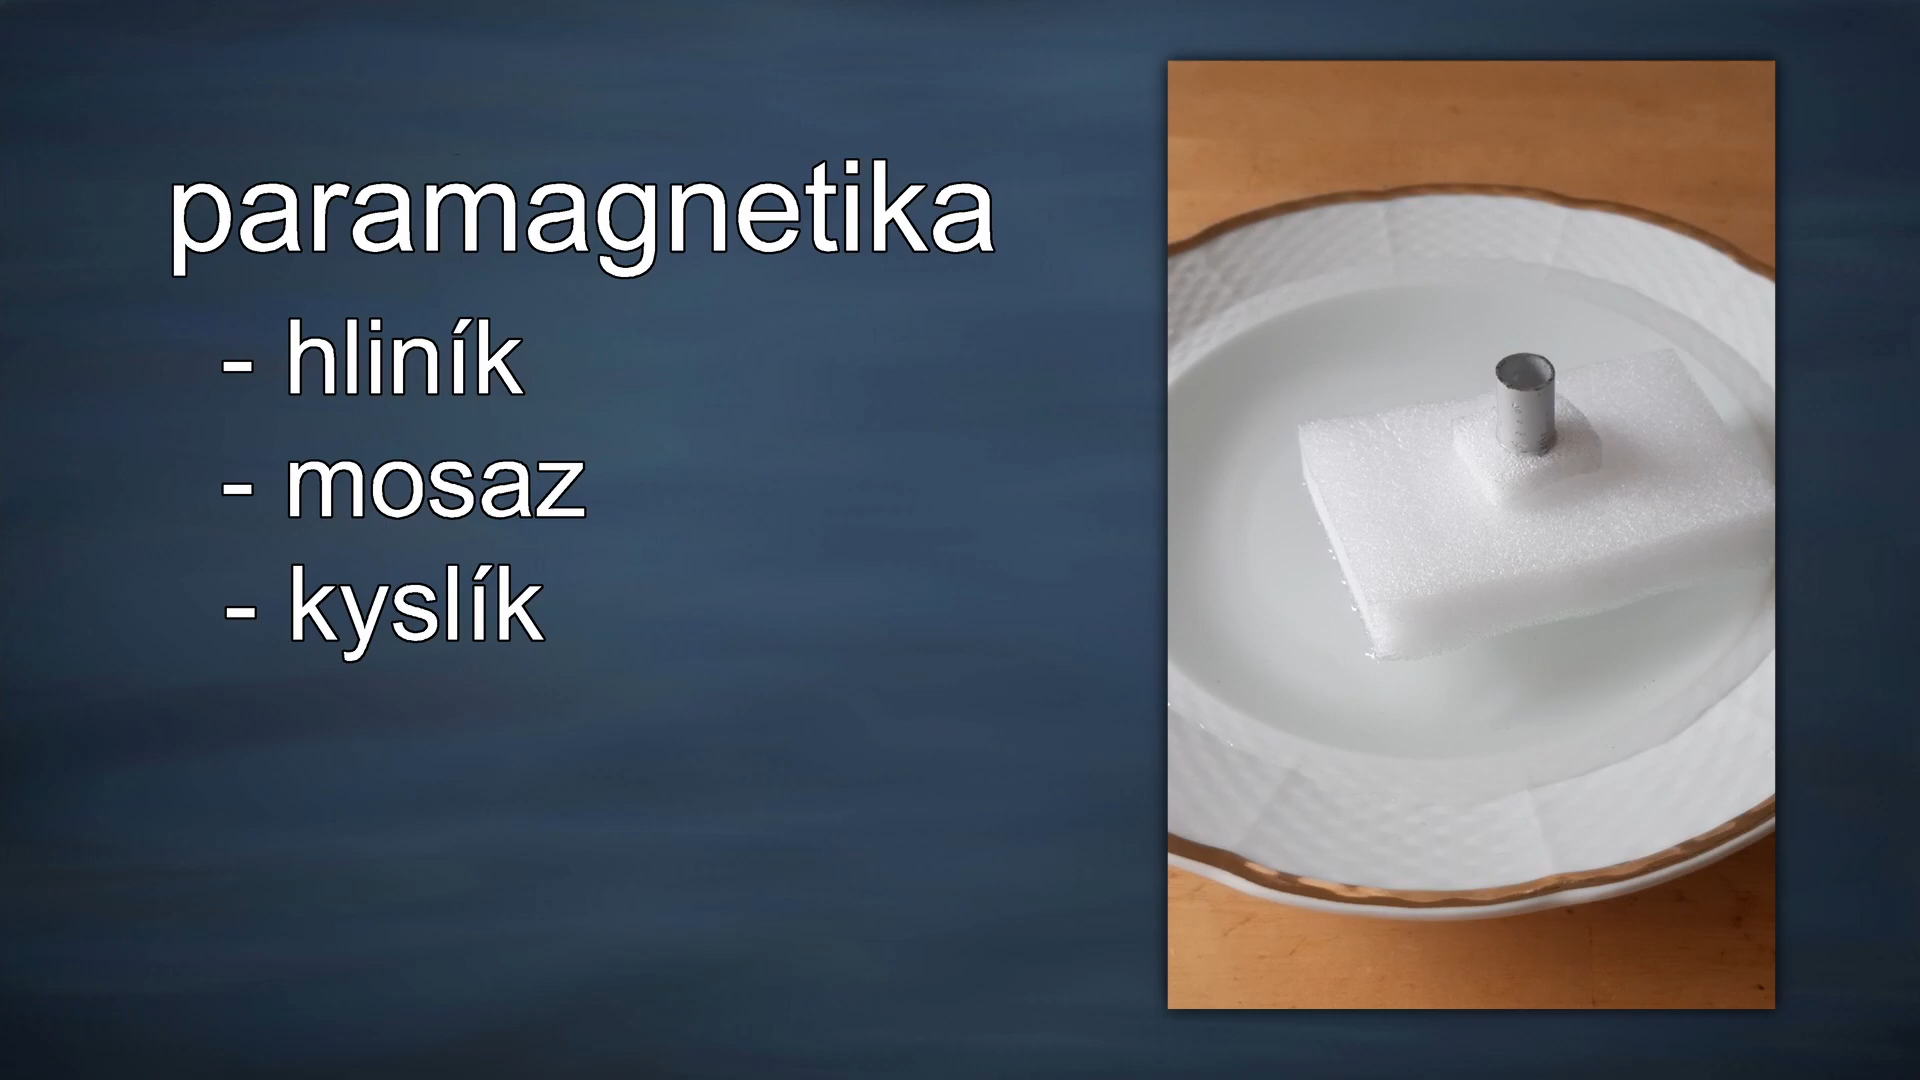 paramagnetika
- hliník
- mosaz
- kyslík